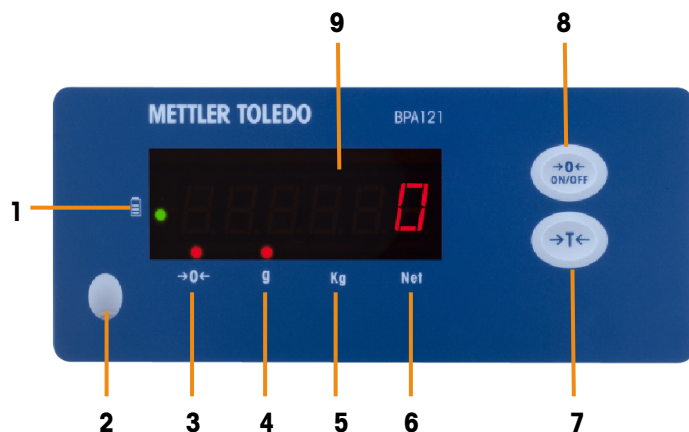 9
8
METTLER TOLEDO BPA121
→0←
ON/OFF
1
0
→T←
→0← g Kg Net
2 3 4 5 6 7